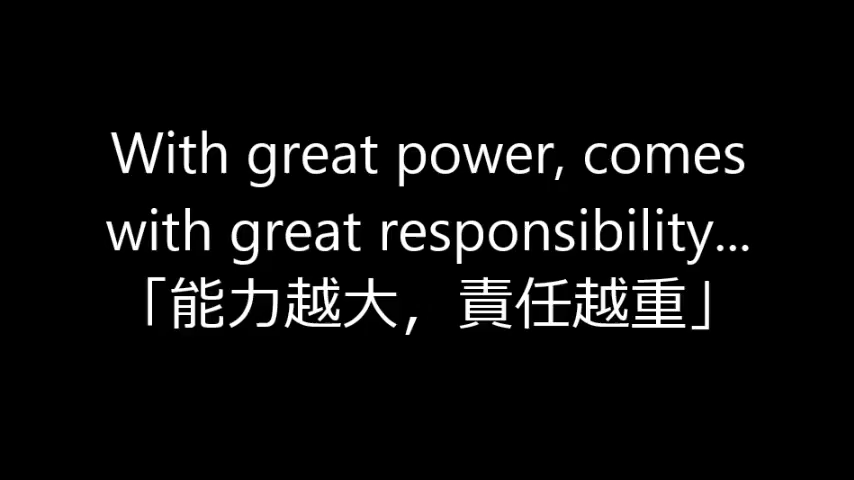 With great power, comes
with great responsibility...
「能力越大，責任越重」